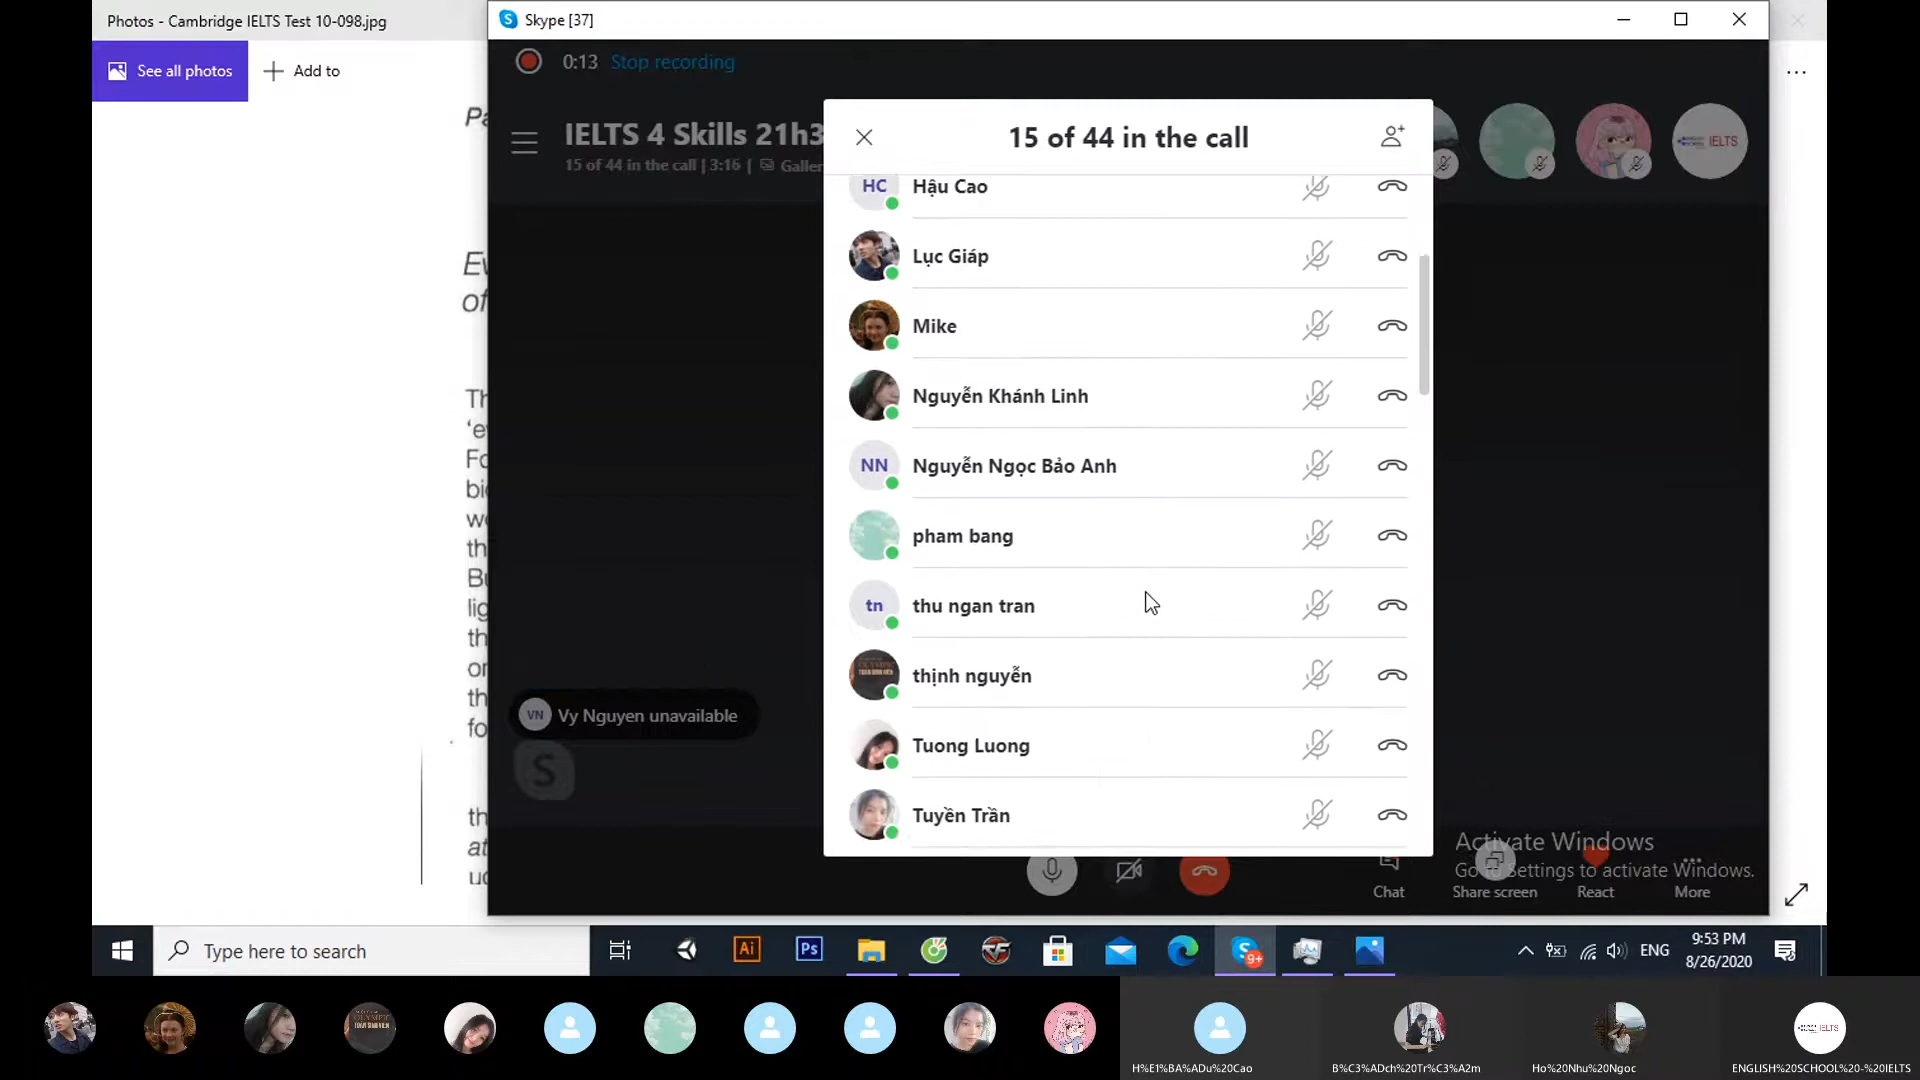 Photos - Cambridge IELTS Test 10-098.jpg
See all photos
Add to
Skype [37]
0:13 Stop recording
IELTS 4 Skills 21h3
15 of 44 in the call | 3:16 | Galler
15 of 44 in the call
HC Hậu Cao
Lục Giáp
Mike
Nguyễn Khánh Linh
NN Nguyễn Ngọc Bảo Anh
pham bang
tn thu ngan tran
thịnh nguyễn
Tuong Luong
Tuyền Trần
IELTS
VN Vy Nguyen unavailable
S
Chat
Share screen
React
More
Activate Windows
Go to Settings to activate Windows.
Type here to search
Ai
Ps
9+
ENG
9:53 PM
8/26/2020
H%E1%BA%ADu%20Cao
B%C3%ADch%20Tr%C3%A2m
Ho%20Nhu%20Ngoc
ENGLISH%20SCHOOL%20-%20IELTS